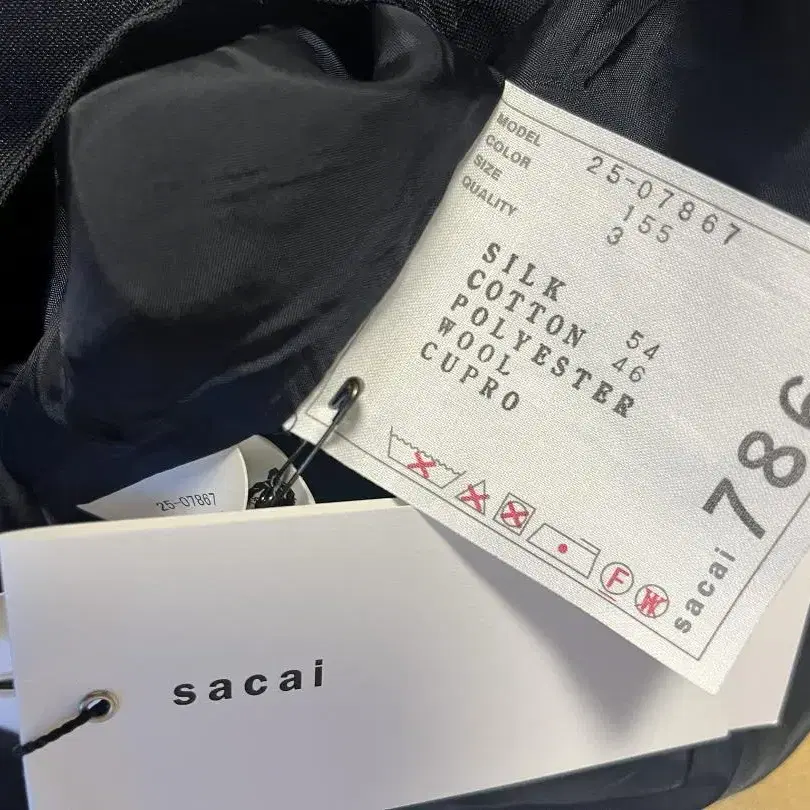 MODEL 25-07867
COLOR 155
SIZE 3
QUALITY
SILK
COTTON 54
POLYESTER 46
WOOL
CUPRO
F
W
sacai
25-07867
sacai